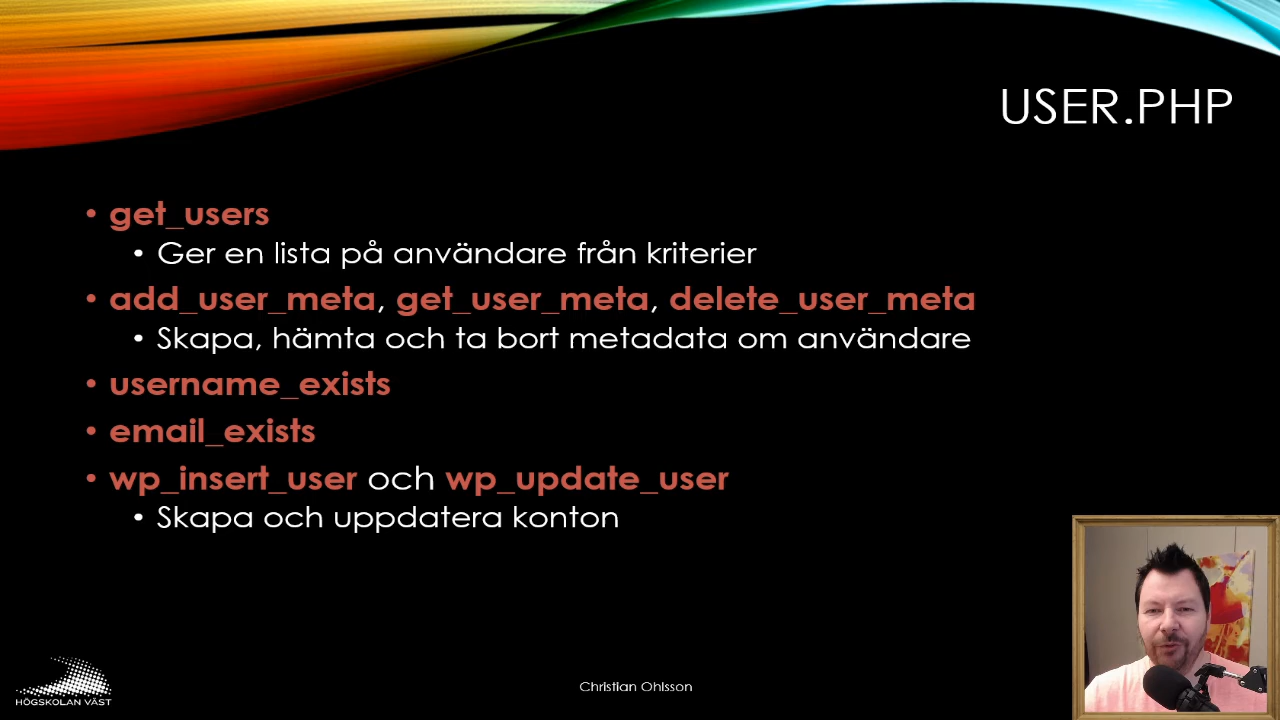 USER.PHP
• get_users
• Ger en lista på användare från kriterier
• add_user_meta, get_user_meta, delete_user_meta
• Skapa, hämta och ta bort metadata om användare
• username_exists
• email_exists
• wp_insert_user och wp_update_user
• Skapa och uppdatera konton
HÖGSKOLAN VÄST
Christian Ohlsson